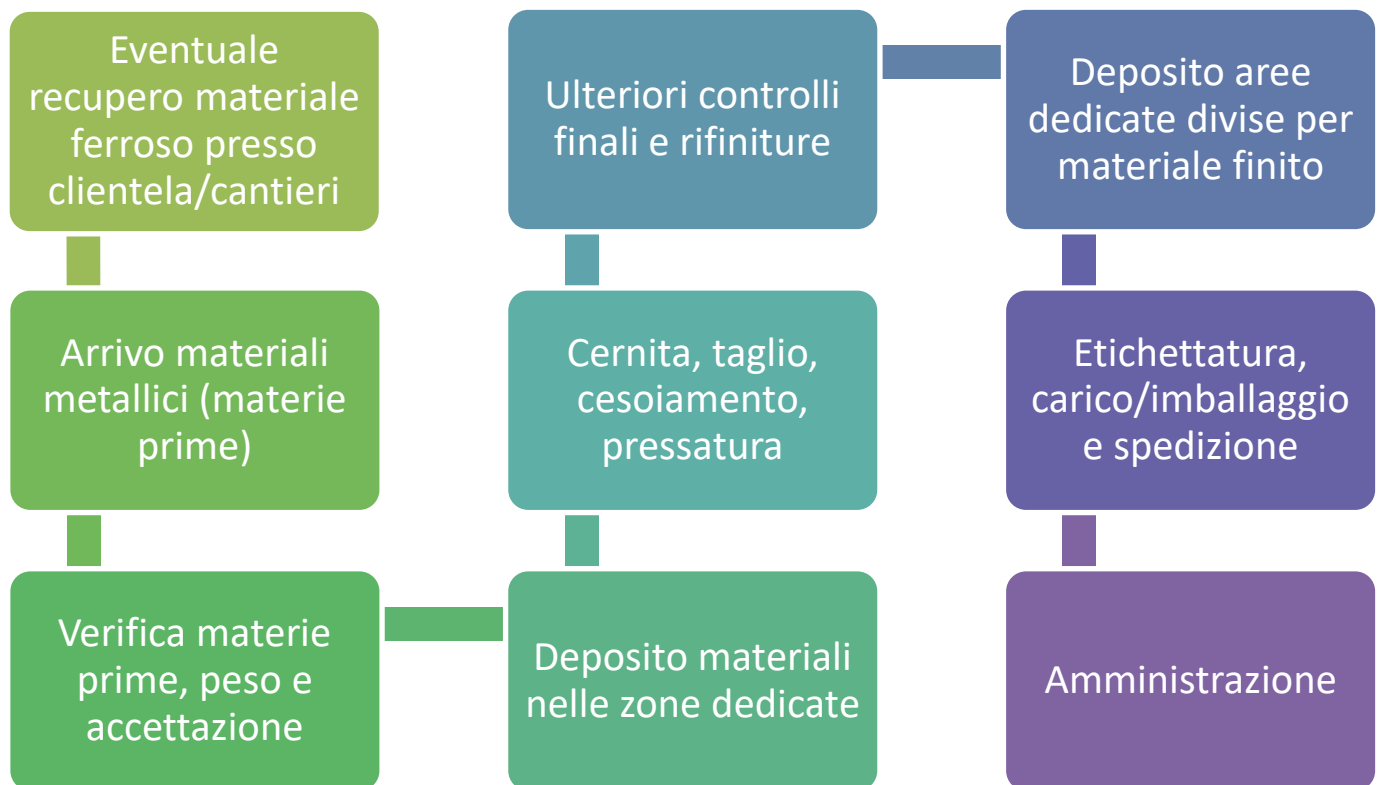 Eventuale
recupero materiale
ferroso presso
clientela/cantieri
Arrivo materiali
metallici (materie
prime)
Verifica materie
prime, peso e
accettazione
Deposito materiali
nelle zone dedicate
Cernita, taglio,
cesoiamento,
pressatura
Ulteriori controlli
finali e rifiniture
Deposito aree
dedicate divise per
materiale finito
Etichettatura,
carico/imballaggio
e spedizione
Amministrazione